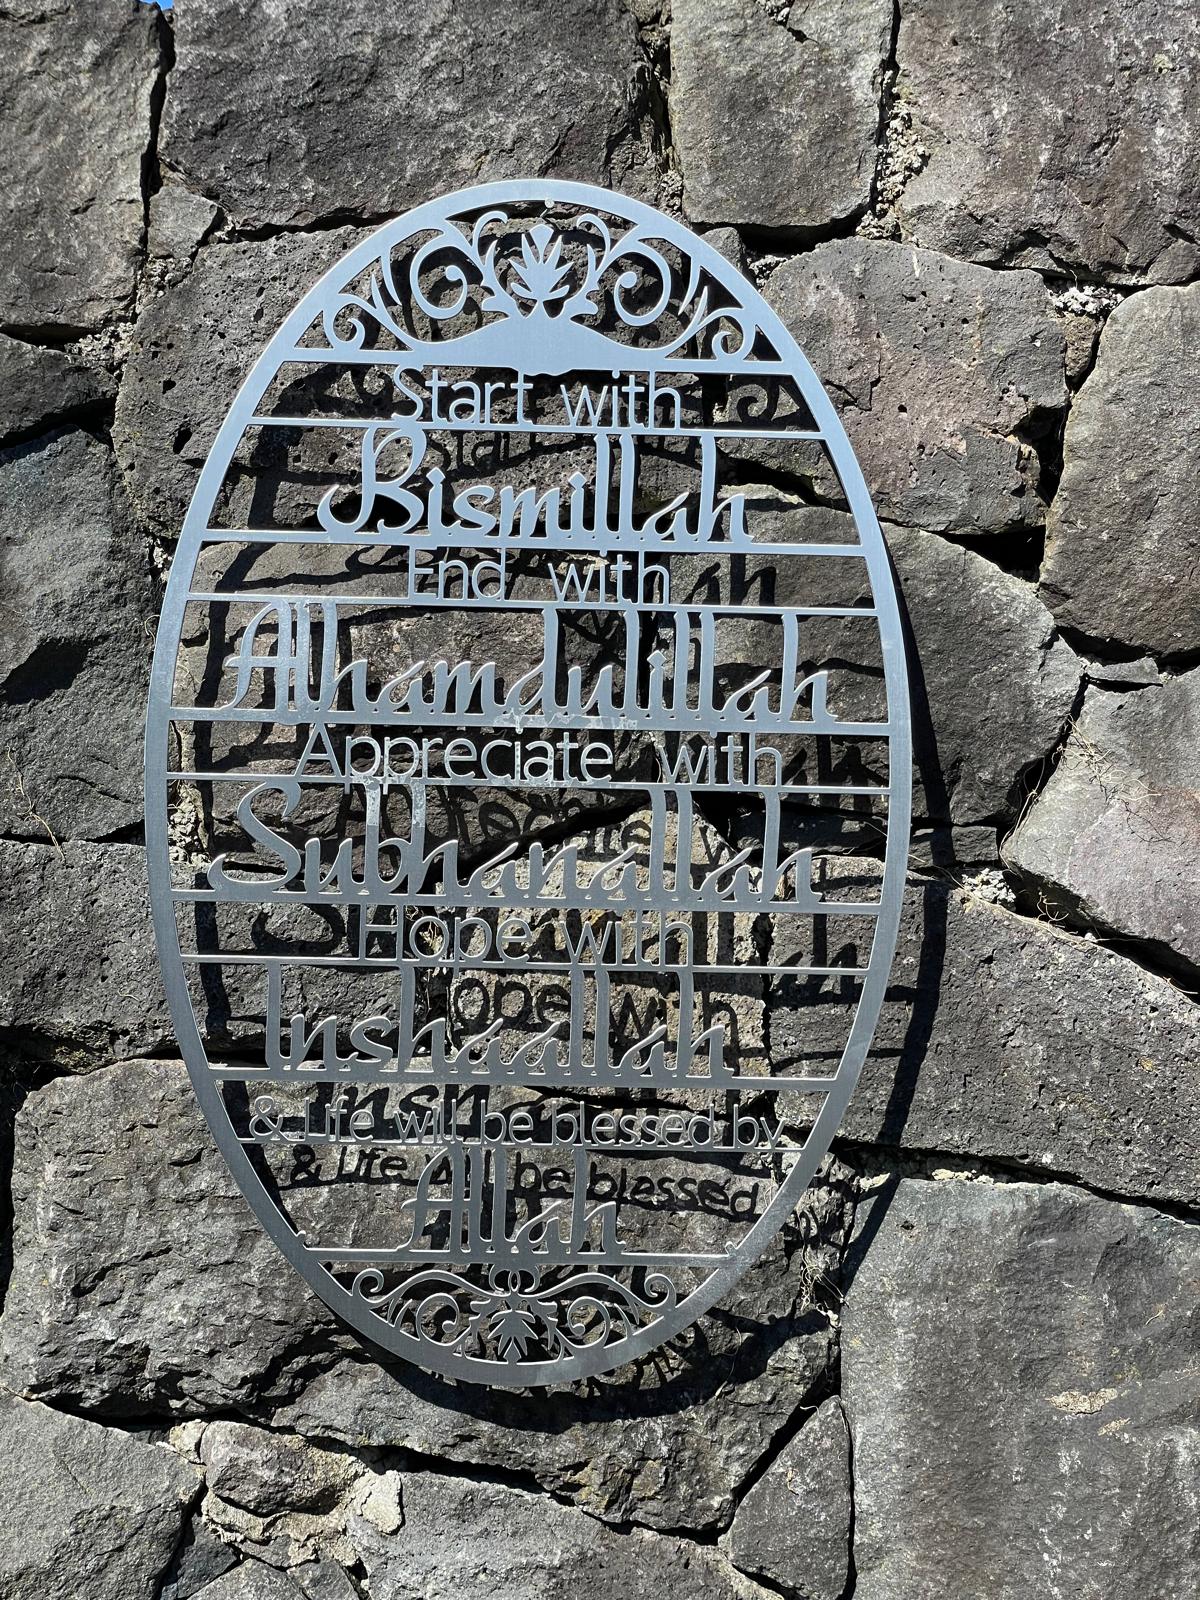 Start with
Bismillah
End with
Alhamdulillah
Appreciate with
Subhanallah
Hope with
Inshaallah
& Life will be blessed by
Allah